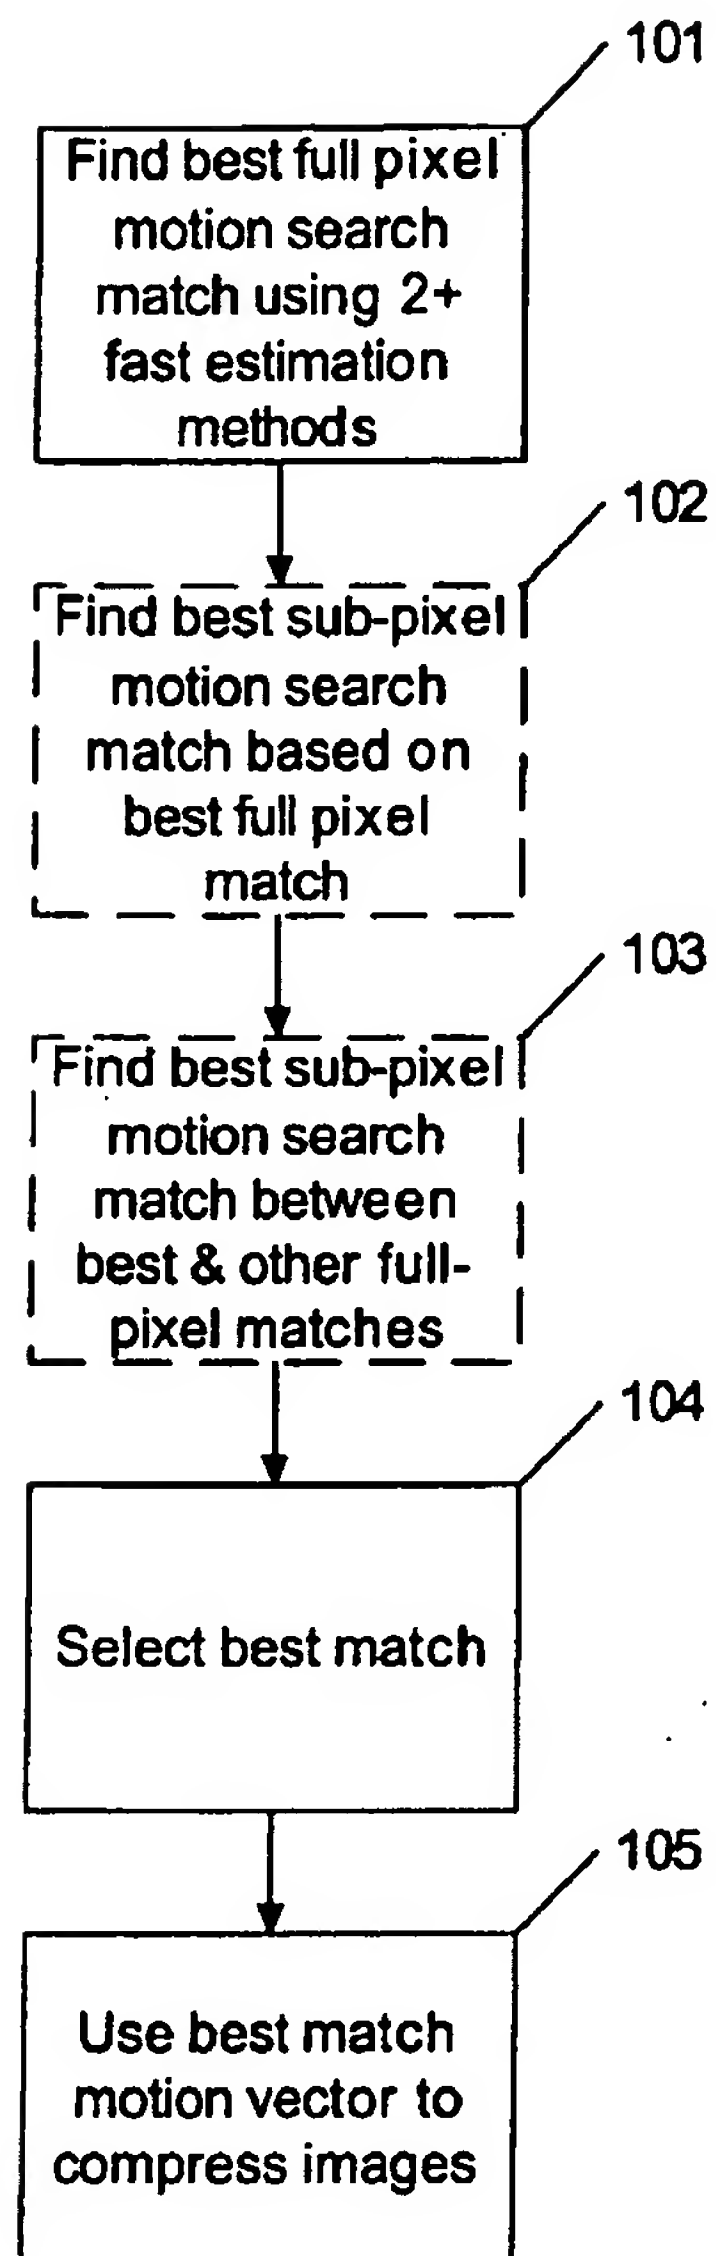 101
Find best full pixel
motion search
match using 2+
fast estimation
methods
102
Find best sub-pixel
motion search
match based on
best full pixel
match
103
Find best sub-pixel
motion search
match between
best & other full-
pixel matches
104
Select best match
105
Use best match
motion vector to
compress images